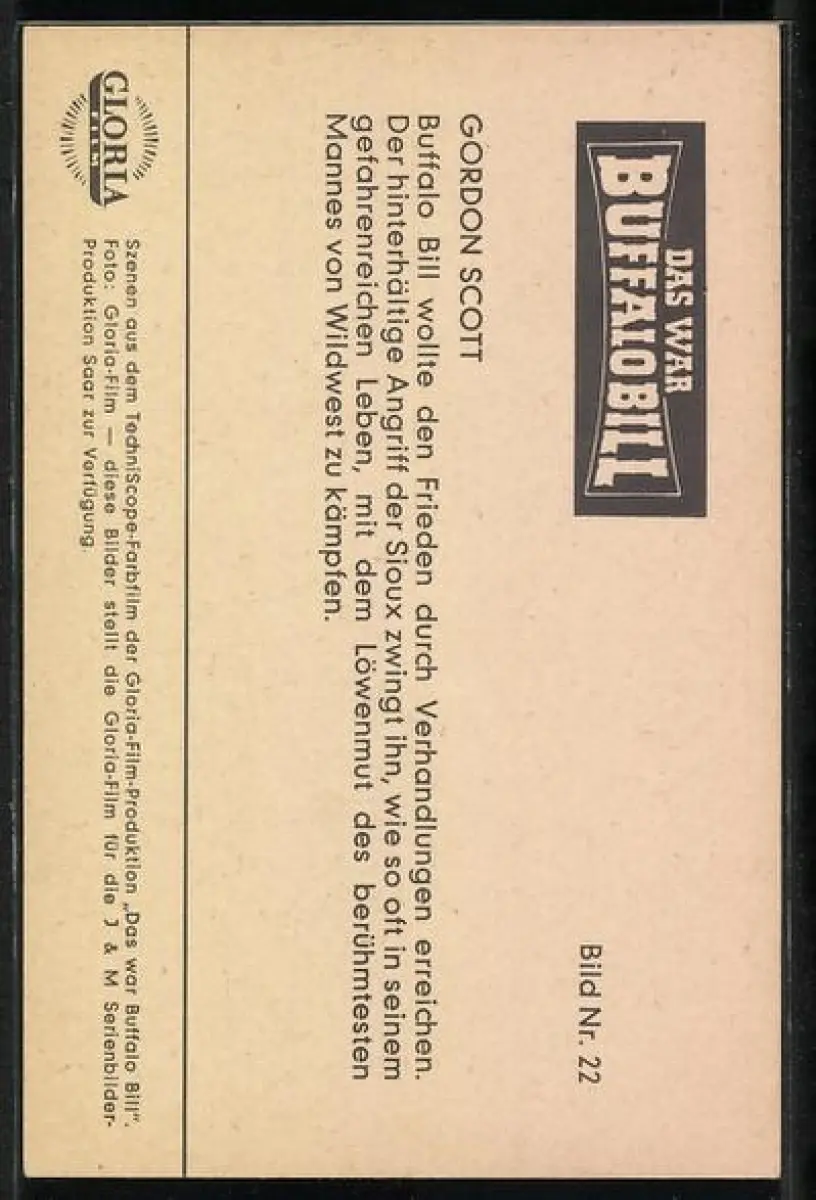 DAS WAR
BUFFALO BILL
Bild Nr. 22
GORDON SCOTT
Buffalo Bill wollte den Frieden durch Verhandlungen erreichen.
Der hinterhältige Angriff der Sioux zwingt ihn, wie so oft in seinem
gefahrenreichen Leben, mit dem Löwenmut des berühmtesten
Mannes von Wildwest zu kämpfen.
GLORIA
FILM
Szenen aus dem TechniScope-Farbfilm der Gloria-Film-Produktion „Das war Buffalo Bill“.
Foto: Gloria-Film — diese Bilder stellt die Gloria-Film für die J & M Serienbilder-
Produktion Saar zur Verfügung.